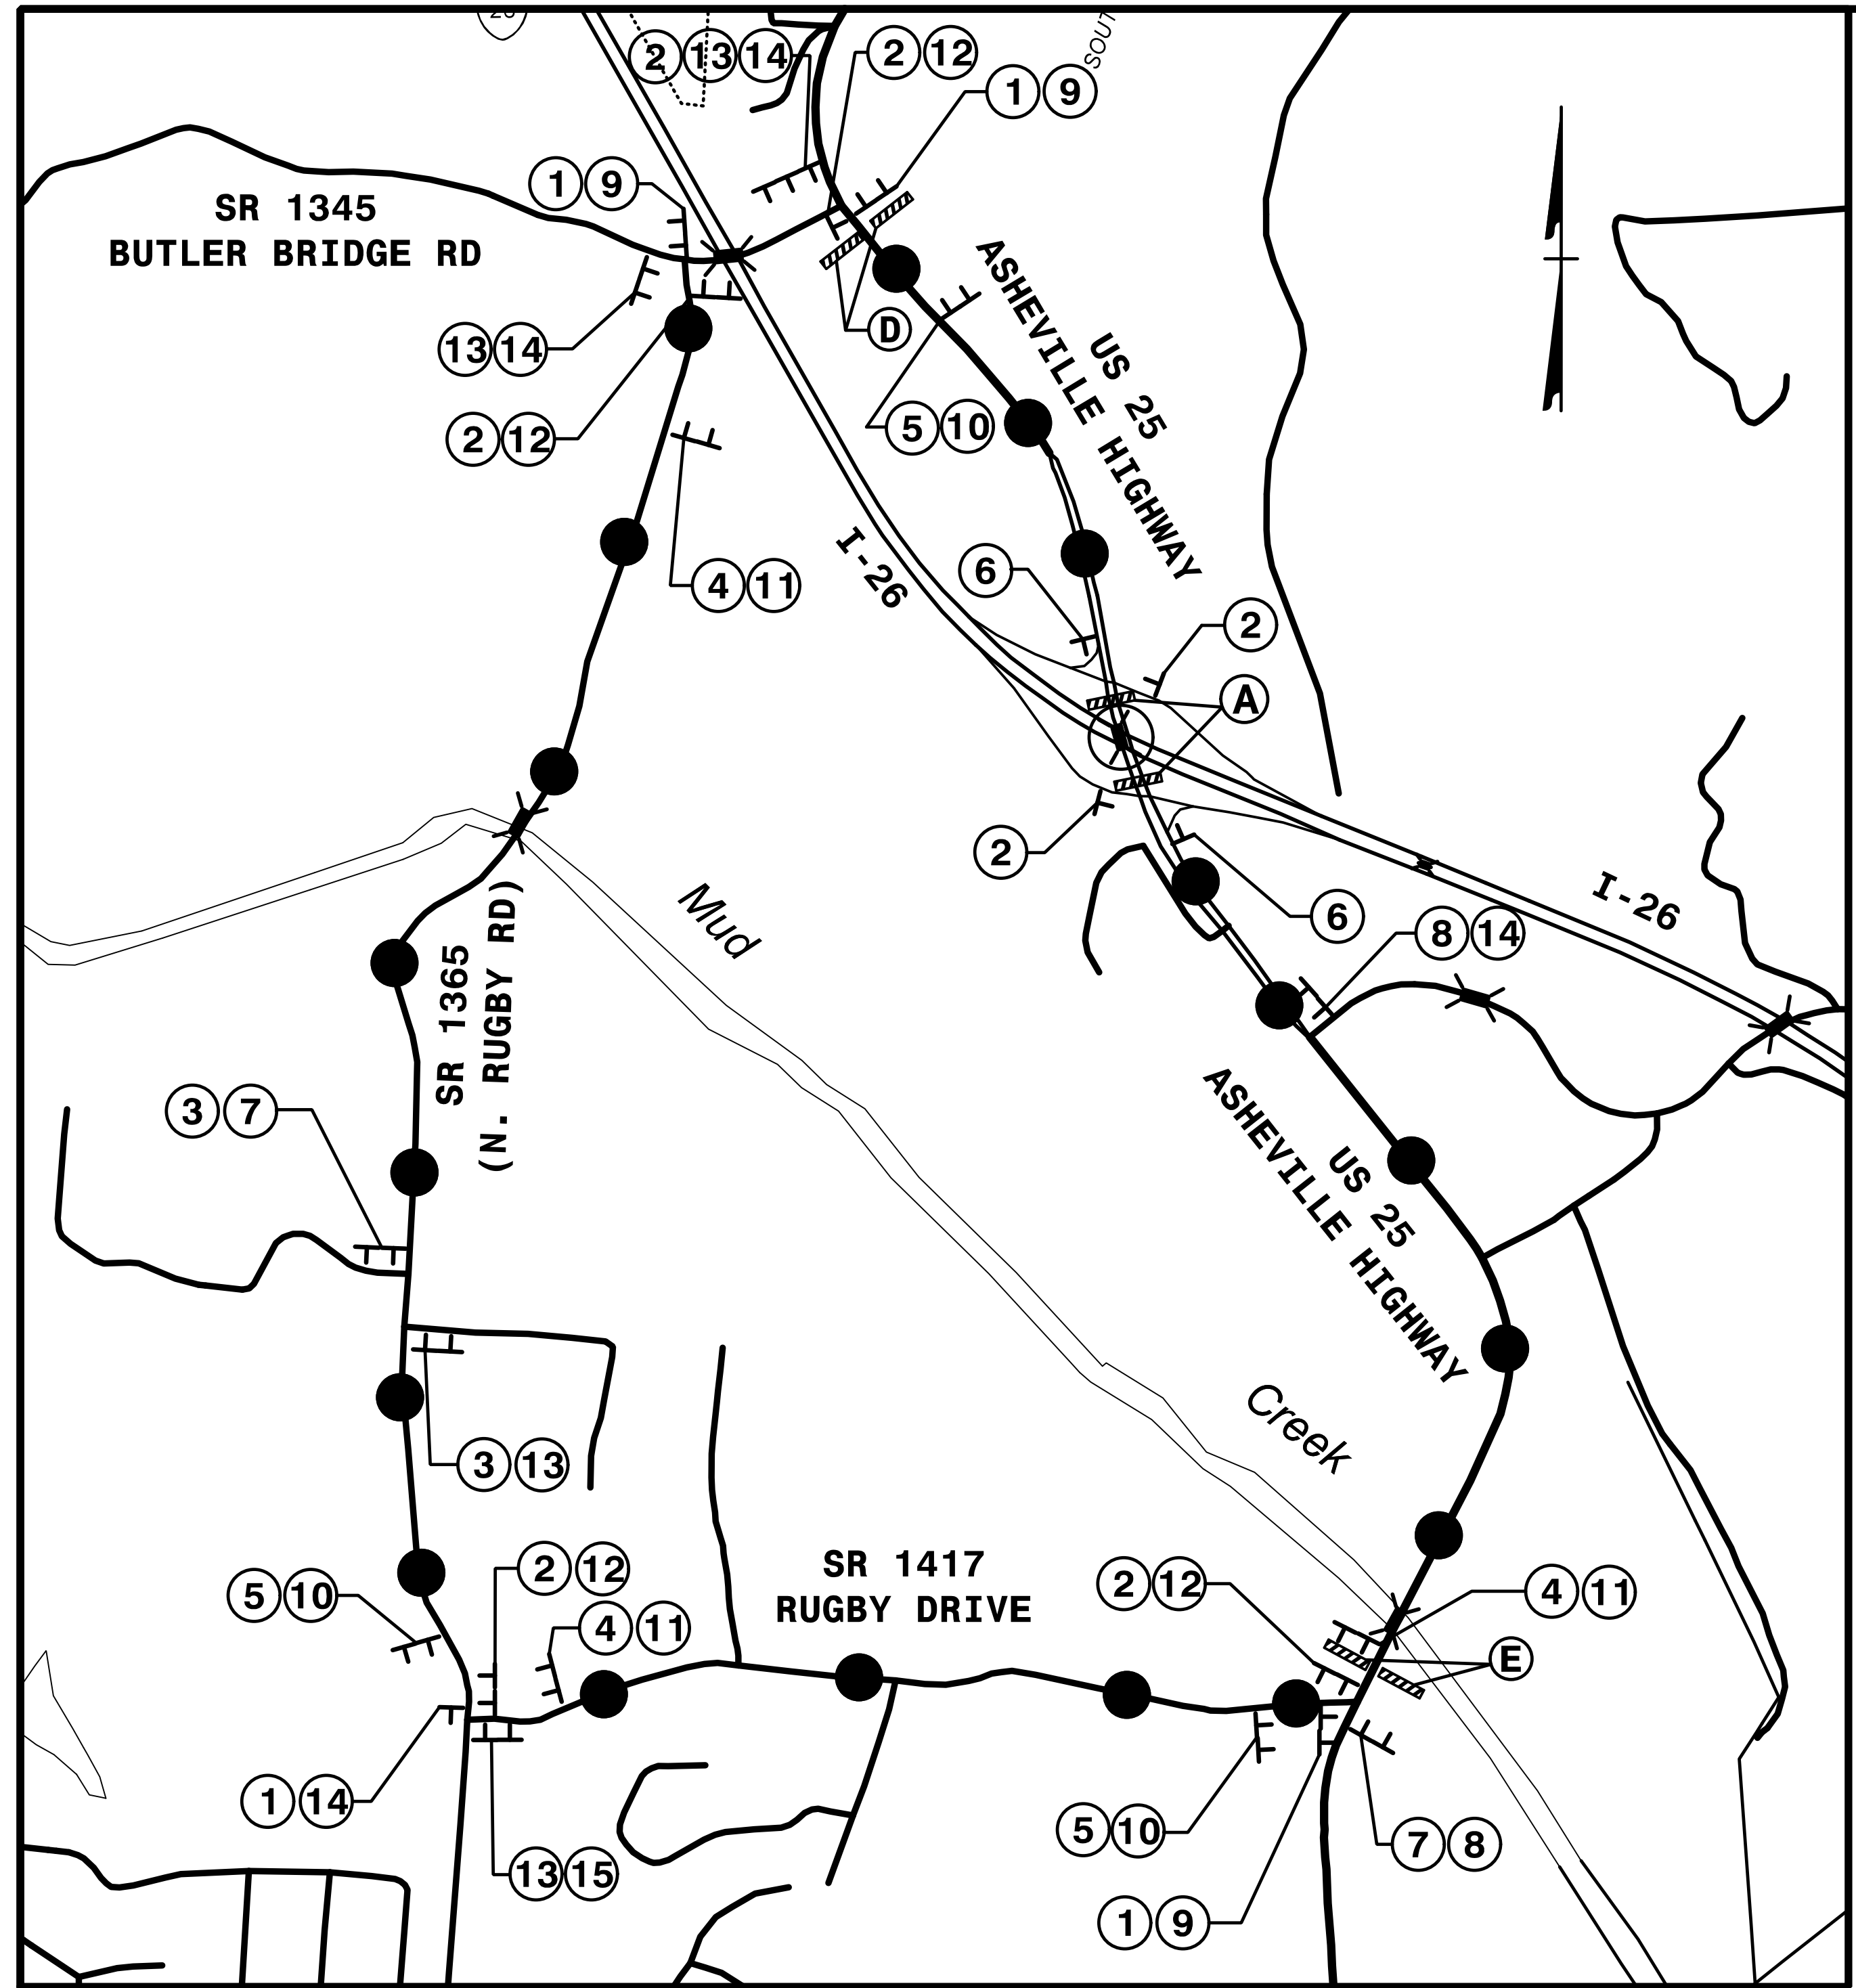 2 13 14
2 12
SOUT
1 9
1 9
SR 1345
BUTLER BRIDGE RD
13 14
D
US 25
ASHEVILLE HIGHWAY
2 12
5 10
I-26
4 11
6
2
A
2
6
I-26
8 14
Mud
SR 1365
(N. RUGBY RD)
3 7
US 25
ASHEVILLE HIGHWAY
3 13
Creek
5 10
2 12
4 11
SR 1417
RUGBY DRIVE
2 12
4 11
E
1 14
13 15
5 10
7 8
1 9